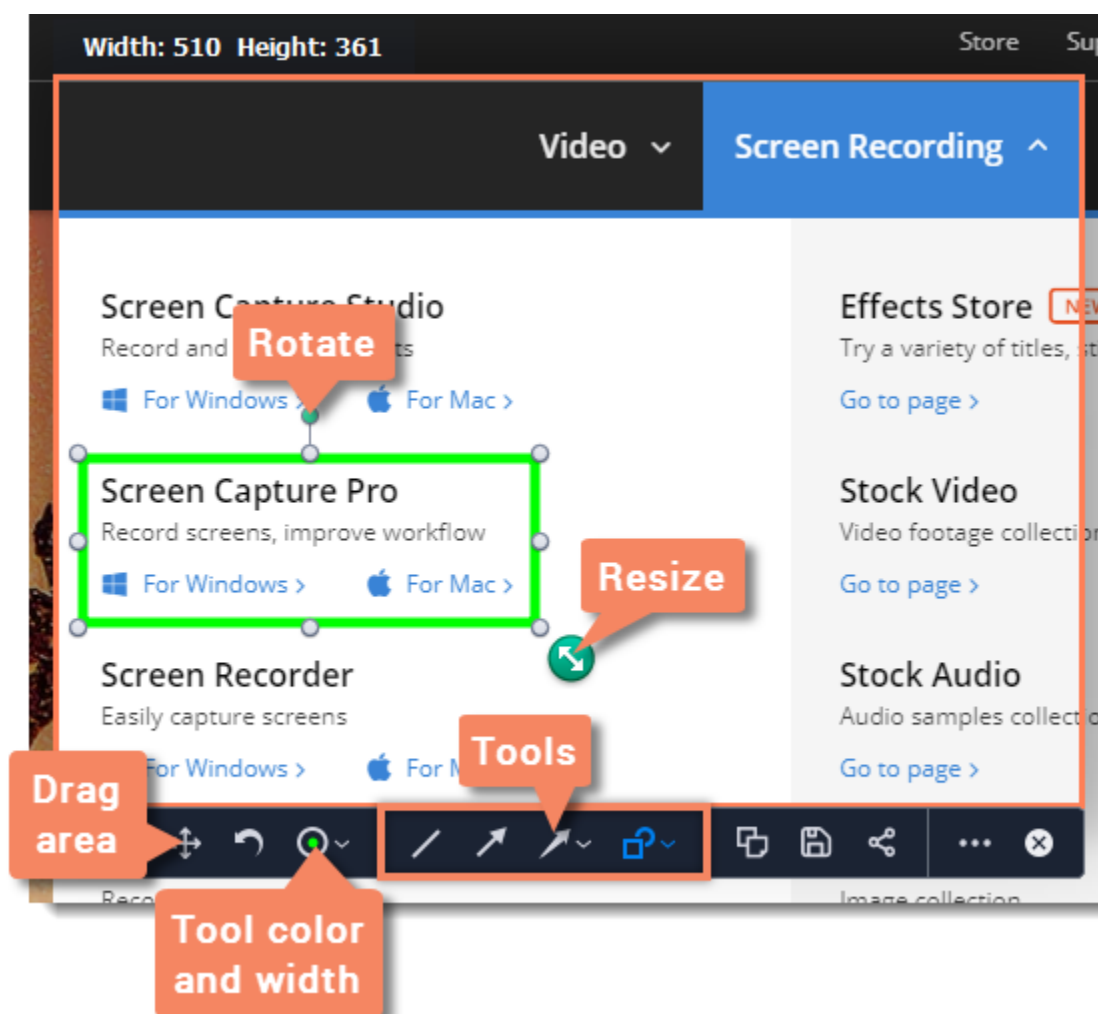 Width: 510 Height: 361
Store
Video
Screen Recording
Screen Capture Studio
Rotate
Record and
For Windows >
For Mac >
Effects Store
Try a variety of titles,
Go to page >
Screen Capture Pro
Record screens, improve workflow
For Windows >
For Mac >
Stock Video
Video footage
Go to page >
Resize
Screen Recorder
Easily capture screens
For Windows >
For
Stock Audio
Audio samples
Go to page >
Tools
Drag
area
Image collection
Tool color
and width